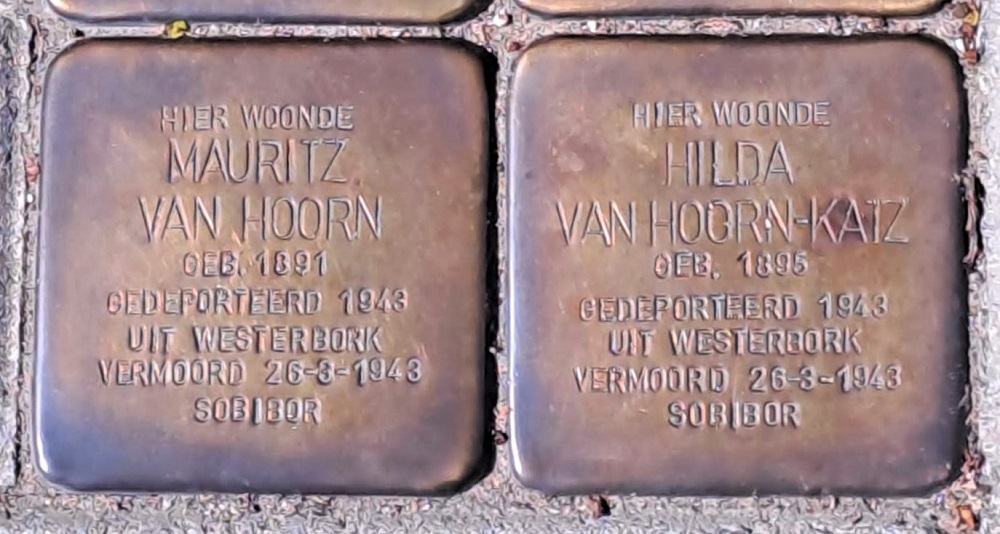 HIER WOONDE
MAURITZ
VAN HOORN
GEB. 1891
GEDEPORTEERD 1943
UIT WESTERBORK
VERMOORD 26-3-1943
SOBIBOR
HIER WOONDE
HILDA
VAN HOORN-KATZ
GEB. 1895
GEDEPORTEERD 1943
UIT WESTERBORK
VERMOORD 26-3-1943
SOBIBOR